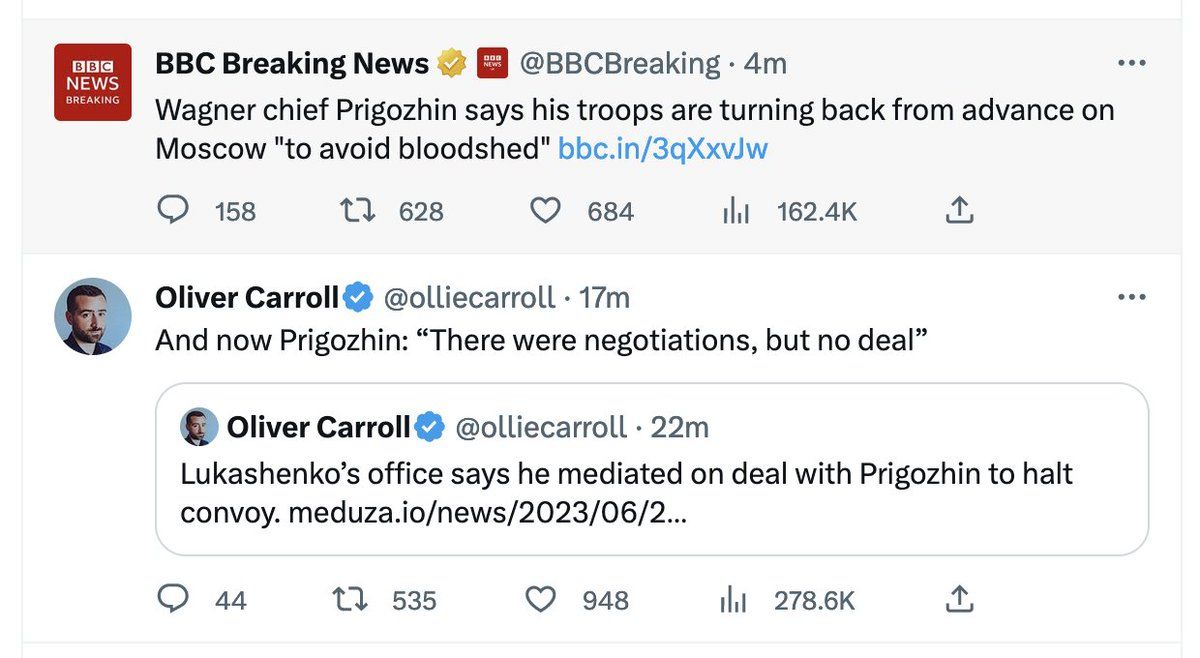 BBC
NEWS
BREAKING
BBC Breaking News BBC NEWS @BBCBreaking · 4m
Wagner chief Prigozhin says his troops are turning back from advance on
Moscow "to avoid bloodshed" bbc.in/3qXxvJw
158 628 684 162.4K
Oliver Carroll @olliecarroll · 17m
And now Prigozhin: “There were negotiations, but no deal”
Oliver Carroll @olliecarroll · 22m
Lukashenko’s office says he mediated on deal with Prigozhin to halt
convoy. meduza.io/news/2023/06/2...
44 535 948 278.6K